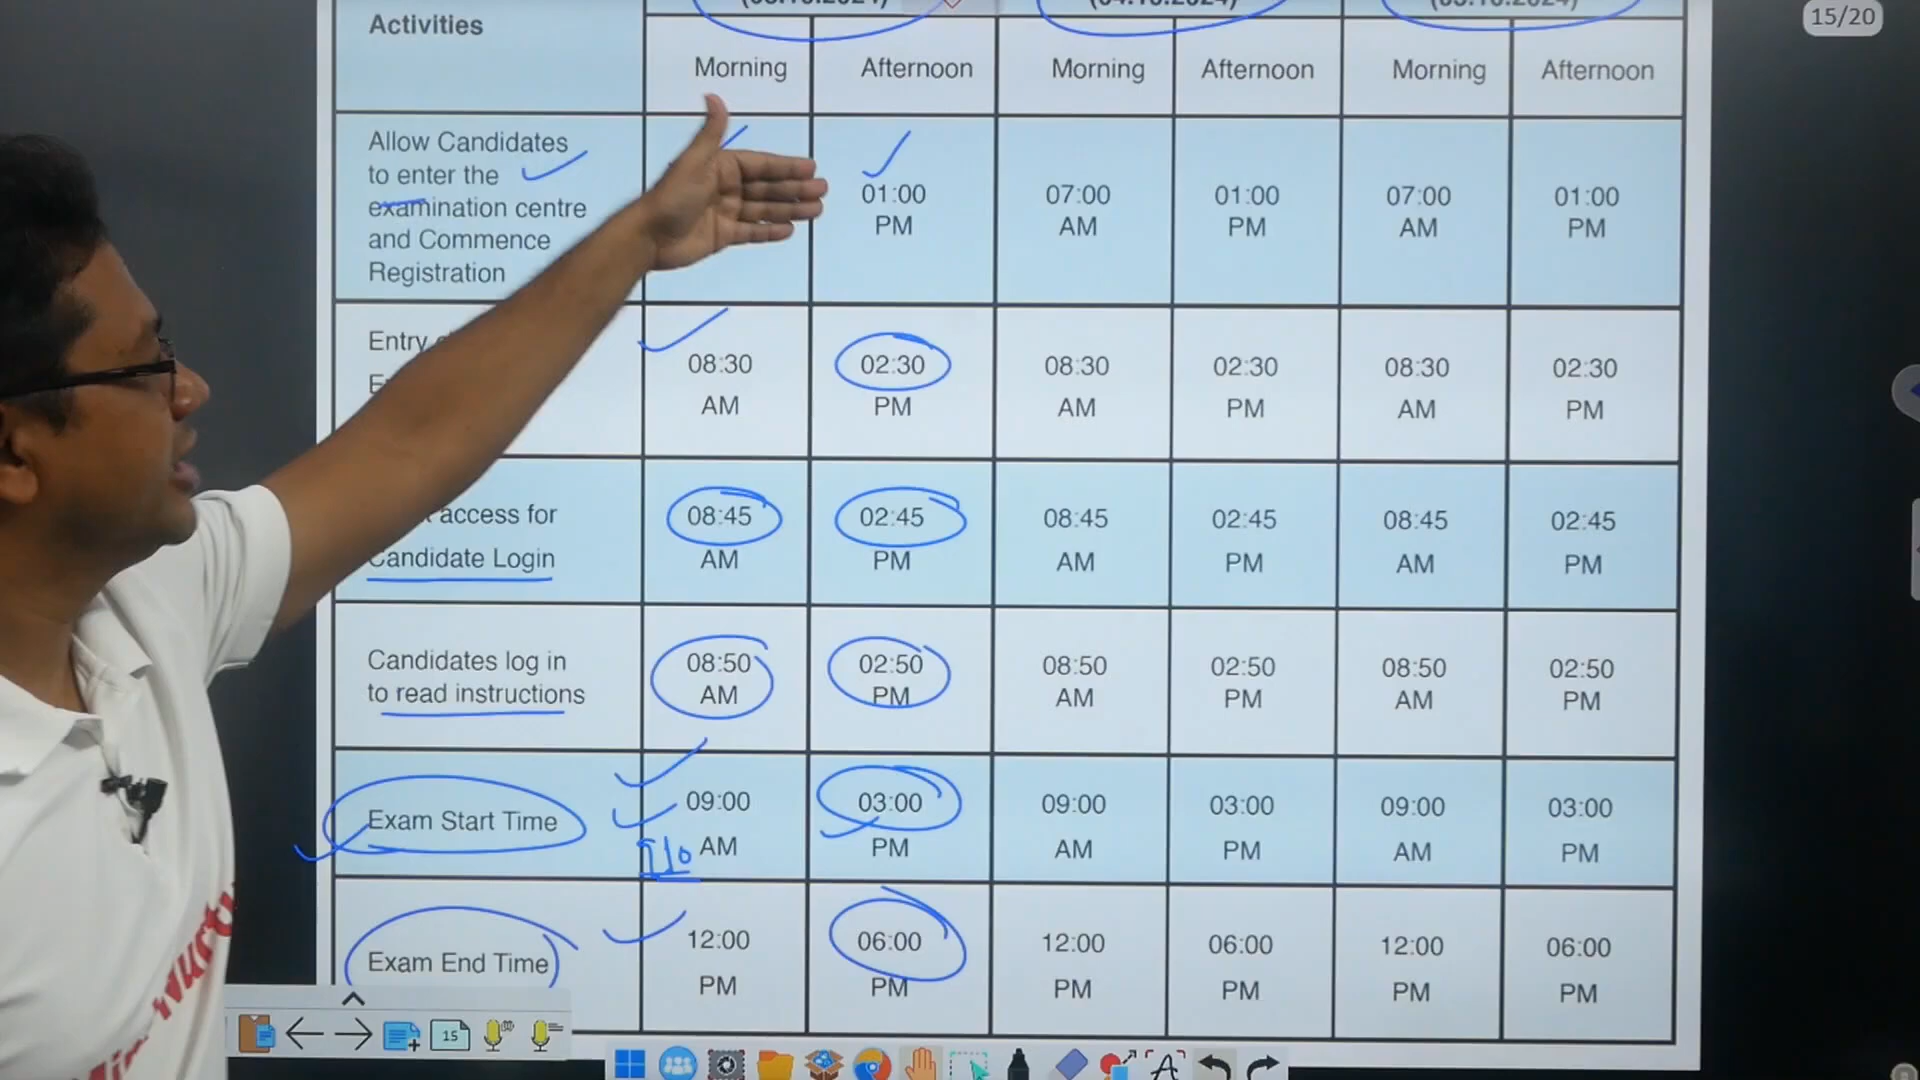 15/20
Activities
Morning Afternoon Morning Afternoon Morning Afternoon
Allow Candidates
to enter the
examination centre
and Commence
Registration
01:00 07:00 01:00 07:00 01:00
PM AM PM AM PM
Entry
08:30 02:30 08:30 02:30 08:30 02:30
AM PM AM PM AM PM
access for
Candidate Login
08:45 02:45 08:45 02:45 08:45 02:45
AM PM AM PM AM PM
Candidates log in
to read instructions
08:50 02:50 08:50 02:50 08:50 02:50
AM PM AM PM AM PM
Exam Start Time
09:00 03:00 09:00 03:00 09:00 03:00
AM PM AM PM AM PM
Exam End Time
12:00 06:00 12:00 06:00 12:00 06:00
PM PM PM PM PM PM
15